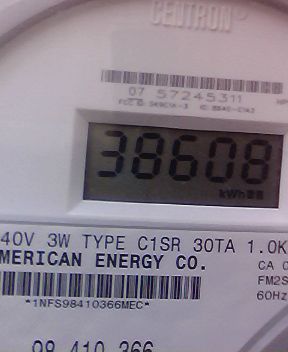 CENTRON
07 57245311
38608
kWh
40V 3W TYPE C1SR 30TA 1.0K
MERICAN ENERGY CO.
CA 0
FM2S
60Hz
*1NFS98410366MEC*
98 410 366